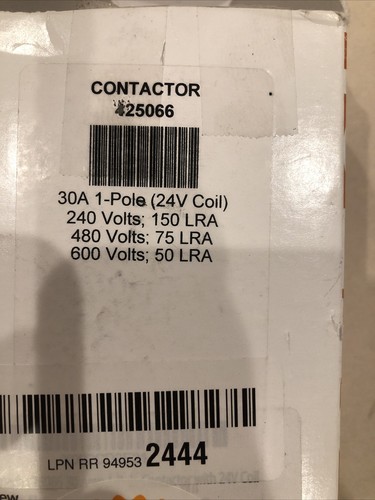 CONTACTOR
425066
30A 1-Pole (24V Coil)
240 Volts; 150 LRA
480 Volts; 75 LRA
600 Volts; 50 LRA
LPN RR 94953 2444